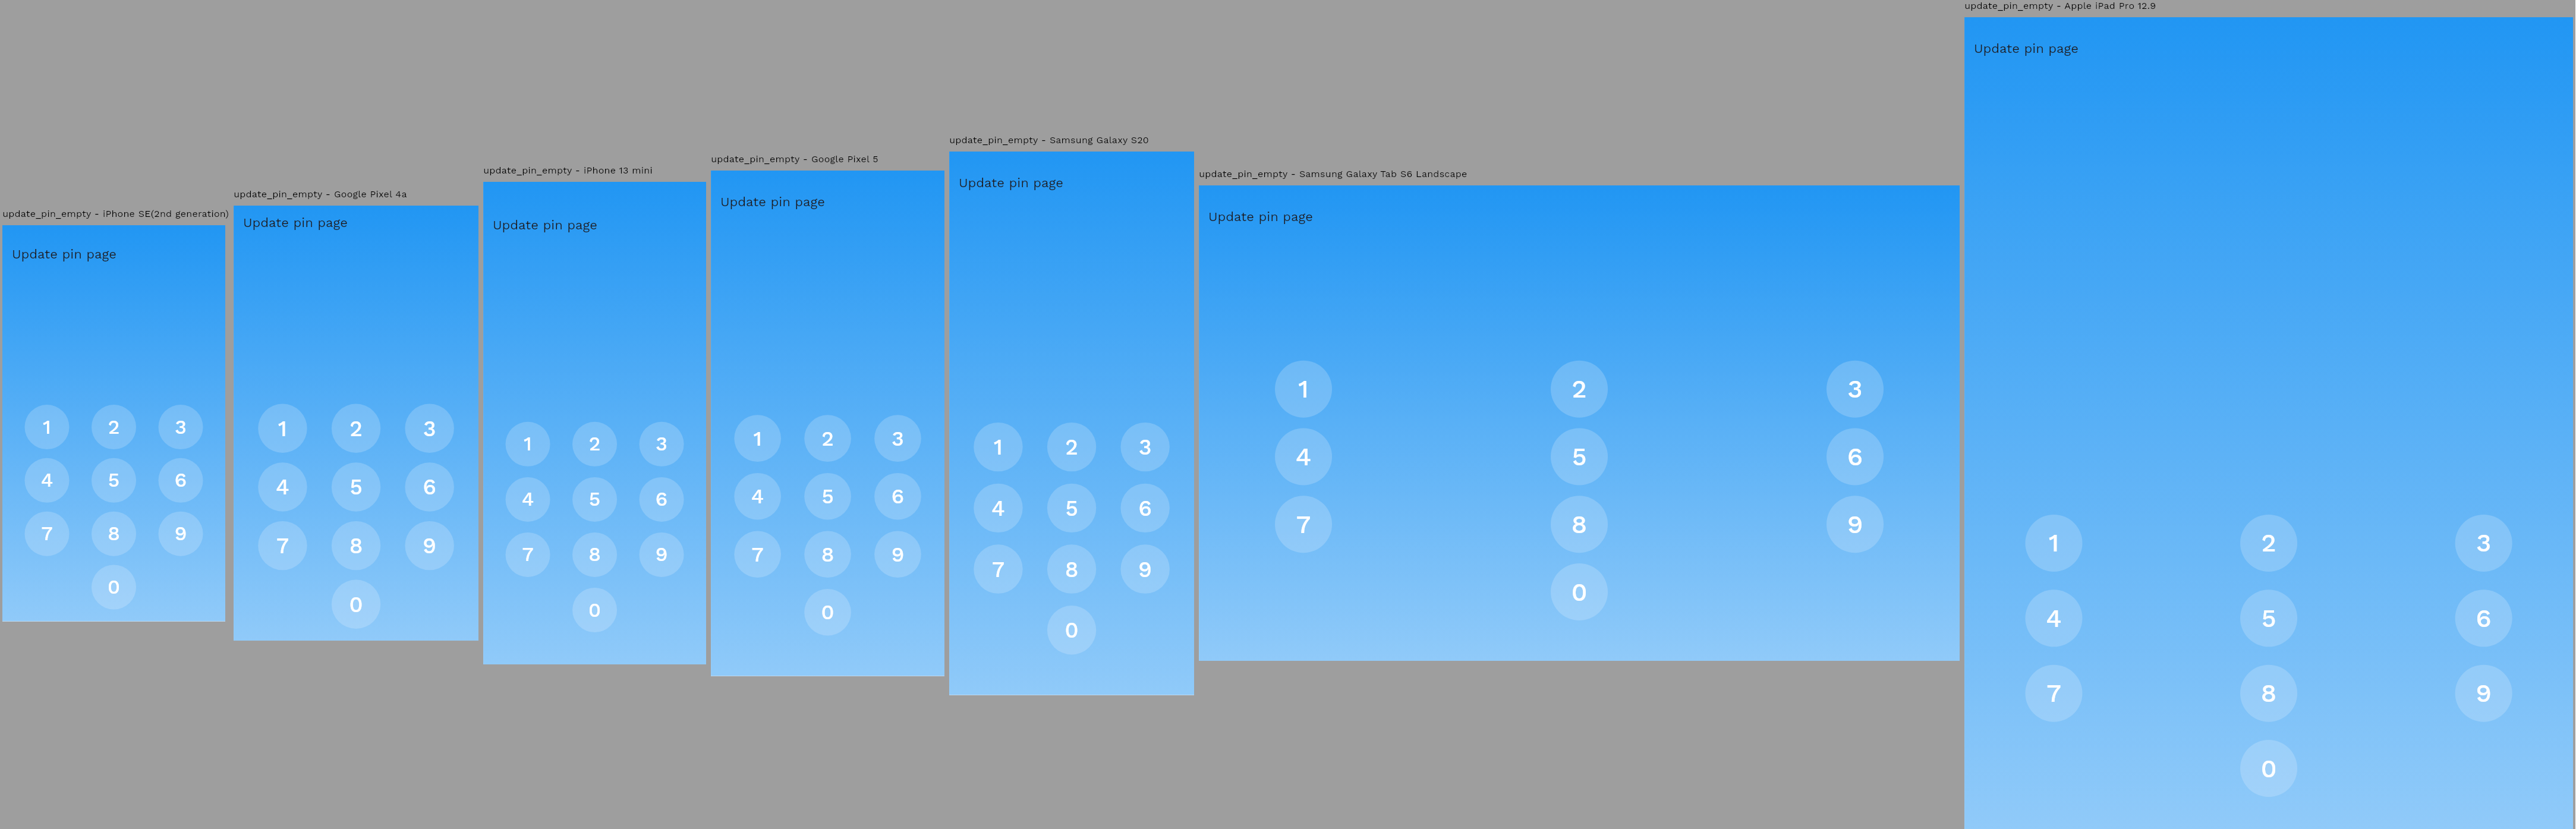 update_pin_empty - iPhone SE(2nd generation)
Update pin page
1 2 3
4 5 6
7 8 9
0
update_pin_empty - Google Pixel 4a
Update pin page
1 2 3
4 5 6
7 8 9
0
update_pin_empty - iPhone 13 mini
Update pin page
1 2 3
4 5 6
7 8 9
0
update_pin_empty - Google Pixel 5
Update pin page
1 2 3
4 5 6
7 8 9
0
update_pin_empty - Samsung Galaxy S20
Update pin page
1 2 3
4 5 6
7 8 9
0
update_pin_empty - Samsung Galaxy Tab S6 Landscape
Update pin page
1 2 3
4 5 6
7 8 9
0
update_pin_empty - Apple iPad Pro 12.9
Update pin page
1 2 3
4 5 6
7 8 9
0